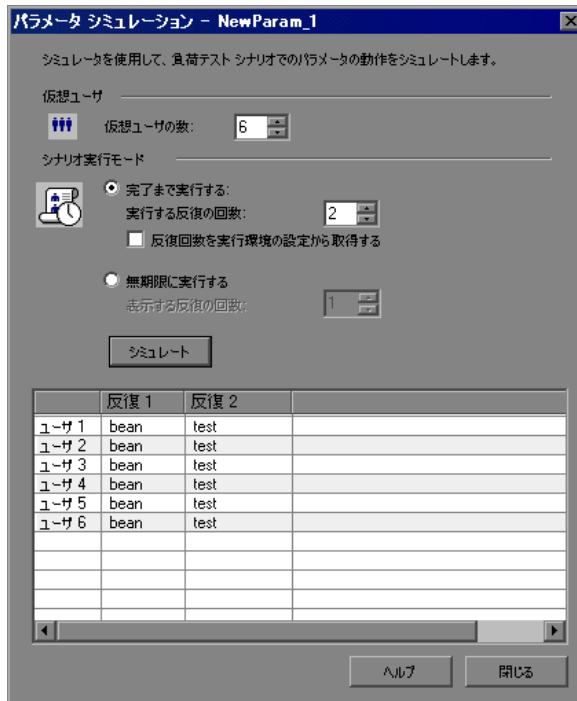 パラメータ シミュレーション - NewParam_1
シミュレータを使用して、負荷テスト シナリオでのパラメータの動作をシミュレートします。
仮想ユーザ
仮想ユーザの数: 6
シナリオ実行モード
完了まで実行する:
実行する反復の回数: 2
反復回数を実行環境の設定から取得する
無期限に実行する
表示する反復の回数: 1
シミュレート
反復 1 反復 2
ユーザ 1 bean test
ユーザ 2 bean test
ユーザ 3 bean test
ユーザ 4 bean test
ユーザ 5 bean test
ユーザ 6 bean test
ヘルプ 閉じる